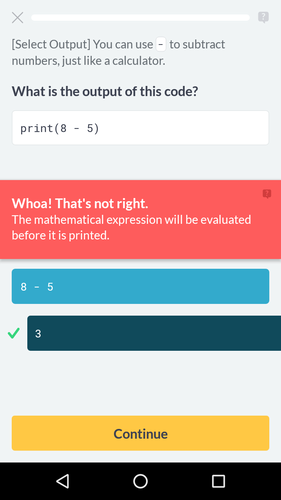 [Select Output] You can use - to subtract
numbers, just like a calculator.
What is the output of this code?
print(8 - 5)
Whoa! That's not right.
The mathematical expression will be evaluated
before it is printed.
8 - 5
3
Continue